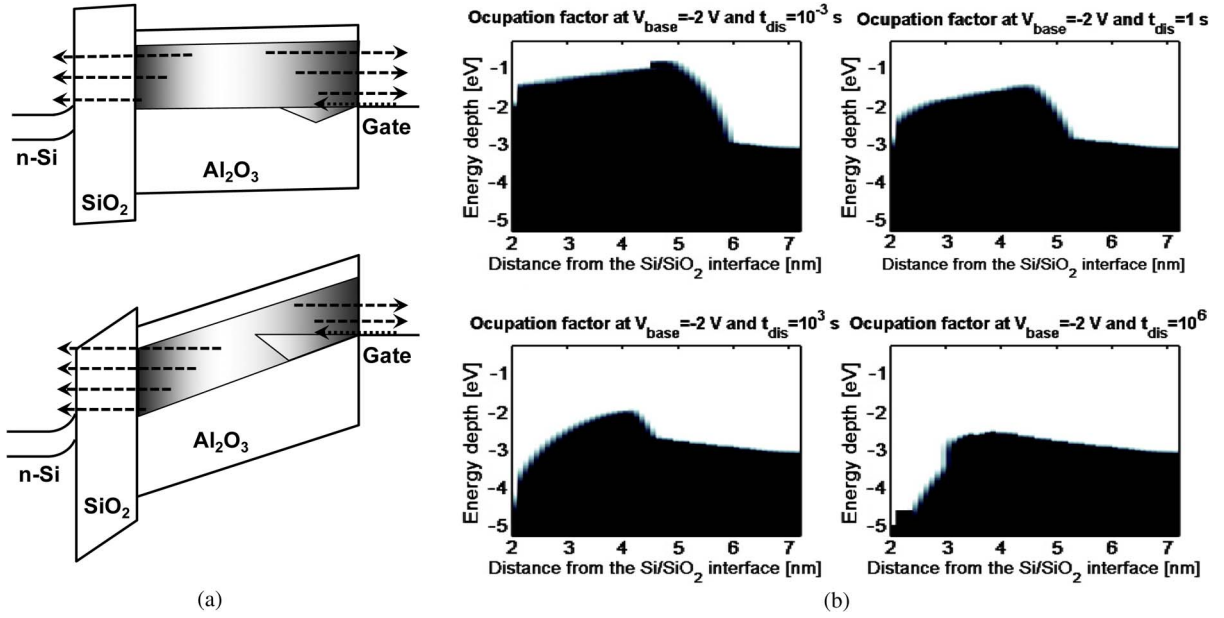 n-Si
SiO2
Al2O3
Gate
n-Si
SiO2
Al2O3
Gate
(a)
Ocupation factor at Vbase=-2 V and tdis=10^-3 s
Energy depth [eV]
-1
-2
-3
-4
-5
2 3 4 5 6 7
Distance from the Si/SiO2 interface [nm]
Ocupation factor at Vbase=-2 V and tdis=1 s
Energy depth [eV]
-1
-2
-3
-4
-5
2 3 4 5 6 7
Distance from the Si/SiO2 interface [nm]
Ocupation factor at Vbase=-2 V and tdis=10^3 s
Energy depth [eV]
-1
-2
-3
-4
-5
2 3 4 5 6 7
Distance from the Si/SiO2 interface [nm]
Ocupation factor at Vbase=-2 V and tdis=10^6
Energy depth [eV]
-1
-2
-3
-4
-5
2 3 4 5 6 7
Distance from the Si/SiO2 interface [nm]
(b)